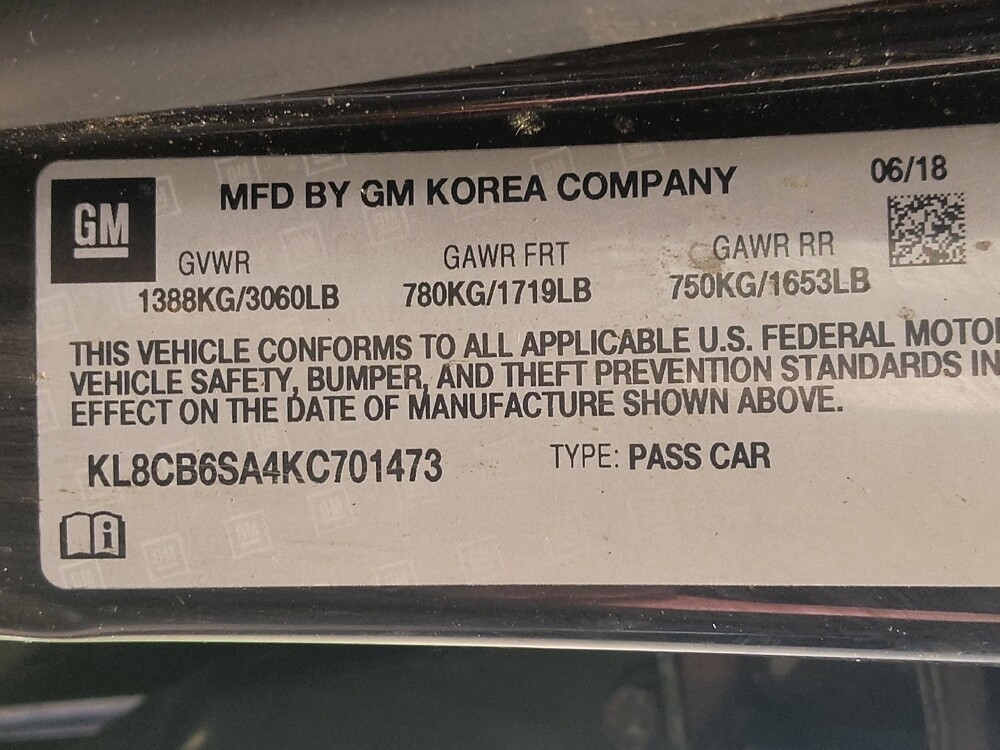 MFD BY GM KOREA COMPANY 06/18
GM
GVWR GAWR FRT GAWR RR
1388KG/3060LB 780KG/1719LB 750KG/1653LB
THIS VEHICLE CONFORMS TO ALL APPLICABLE U.S. FEDERAL MOTOR
VEHICLE SAFETY, BUMPER, AND THEFT PREVENTION STANDARDS IN
EFFECT ON THE DATE OF MANUFACTURE SHOWN ABOVE.
KL8CB6SA4KC701473 TYPE: PASS CAR
i